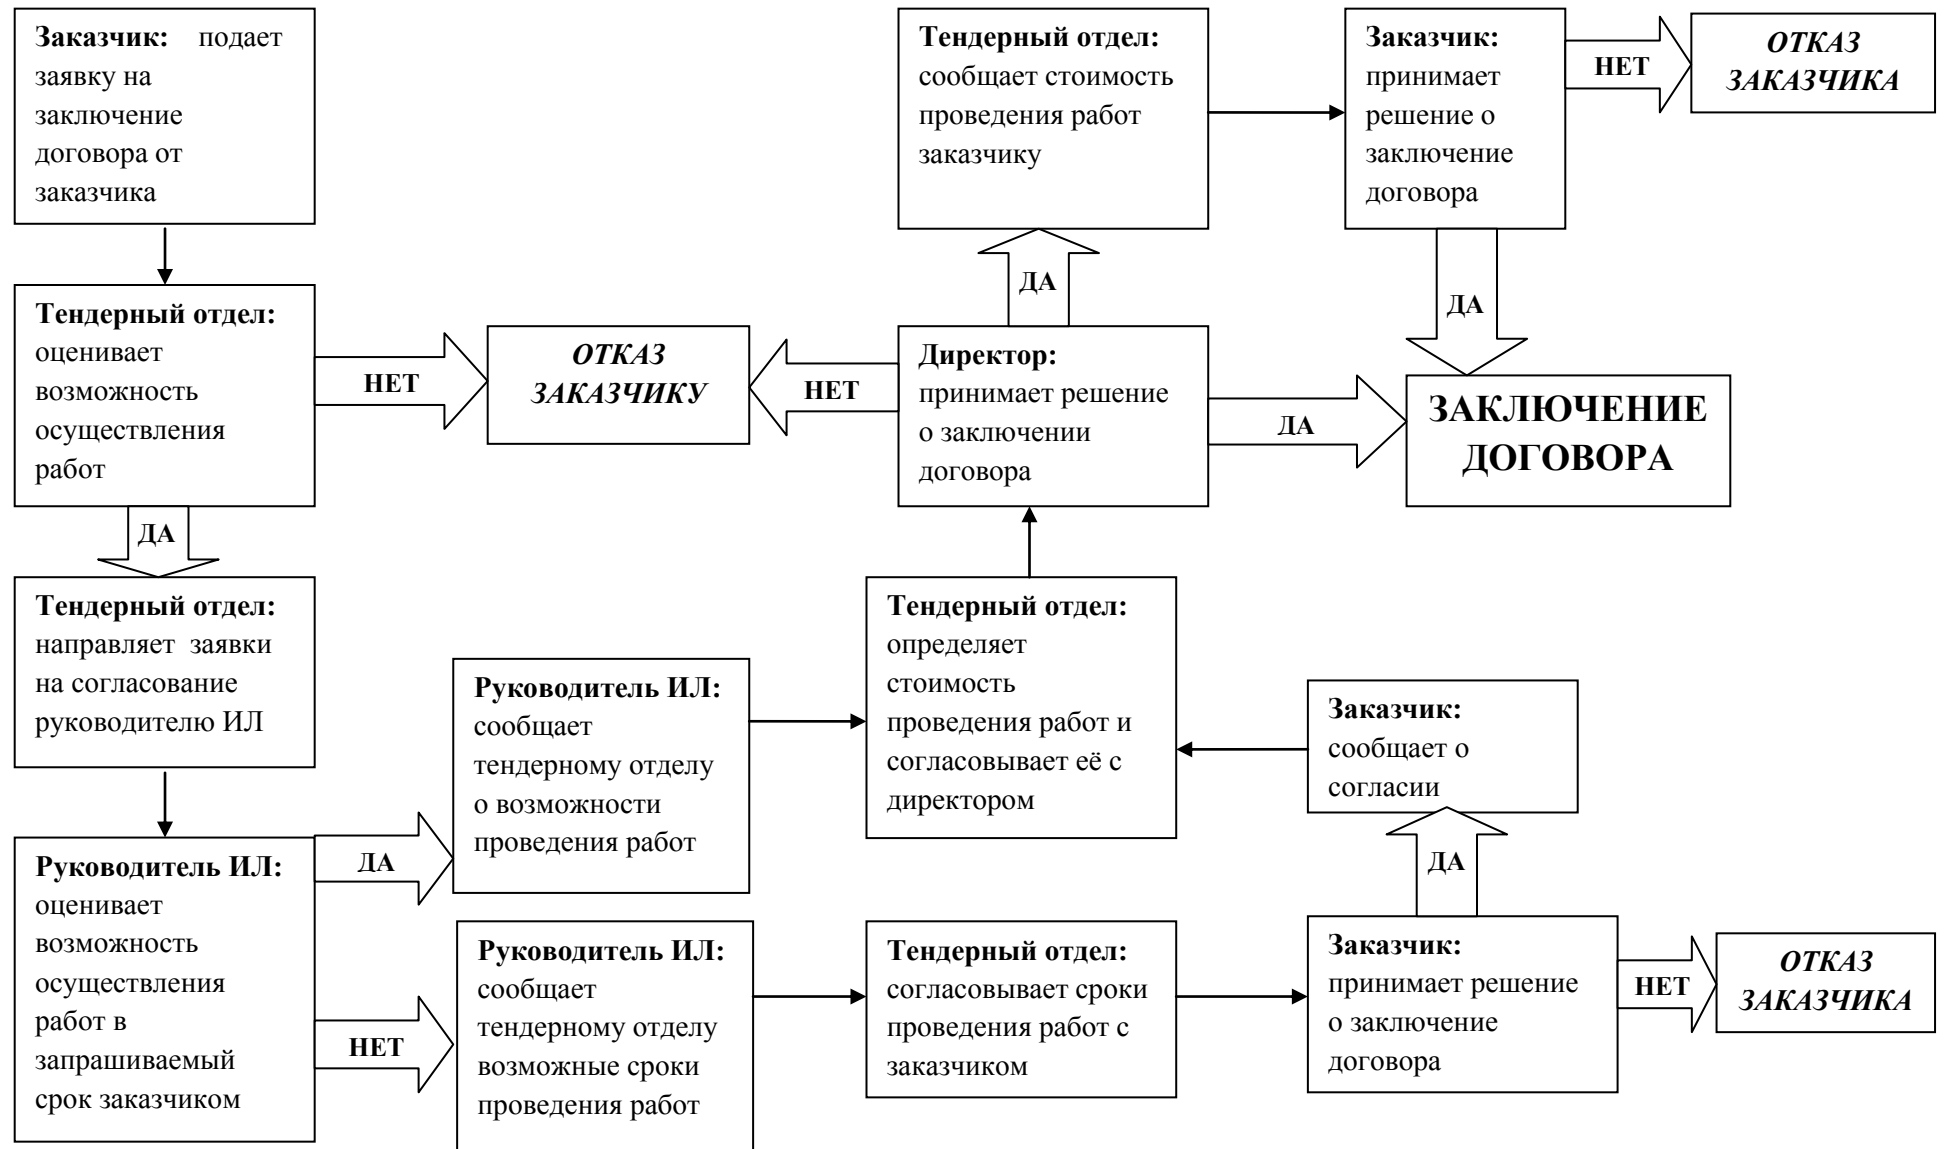 Заказчик: подает
заявку на
заключение
договора от
заказчика
Тендерный отдел:
сообщает стоимость
проведения работ
заказчику
Заказчик:
принимает
решение о
заключение
договора
НЕТ
ОТКАЗ
ЗАКАЗЧИКА
ДА
ДА
Тендерный отдел:
оценивает
возможность
осуществления
работ
НЕТ
ОТКАЗ
ЗАКАЗЧИКУ
НЕТ
Директор:
принимает решение
о заключении
договора
ДА
ЗАКЛЮЧЕНИЕ
ДОГОВОРА
ДА
Тендерный отдел:
направляет заявки
на согласование
руководителю ИЛ
Руководитель ИЛ:
сообщает
тендерному отделу
о возможности
проведения работ
Тендерный отдел:
определяет
стоимость
проведения работ и
согласовывает её с
директором
Заказчик:
сообщает о
согласии
ДА
ДА
Руководитель ИЛ:
оценивает
возможность
осуществления
работ в
запрашиваемый
срок заказчиком
НЕТ
Руководитель ИЛ:
сообщает
тендерному отделу
возможные сроки
проведения работ
Тендерный отдел:
согласовывает сроки
проведения работ с
заказчиком
Заказчик:
принимает решение
о заключение
договора
НЕТ
ОТКАЗ
ЗАКАЗЧИКА